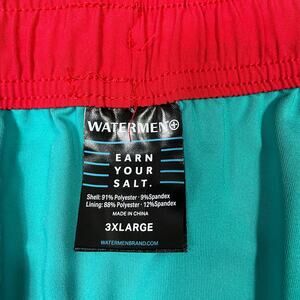 WATERMEN
EARN
YOUR
SALT.
Shell: 91% Polyester · 9%Spandex
Lining: 88% Polyester · 12%Spandex
MADE IN CHINA
3XLARGE
WATERMENBRAND.COM